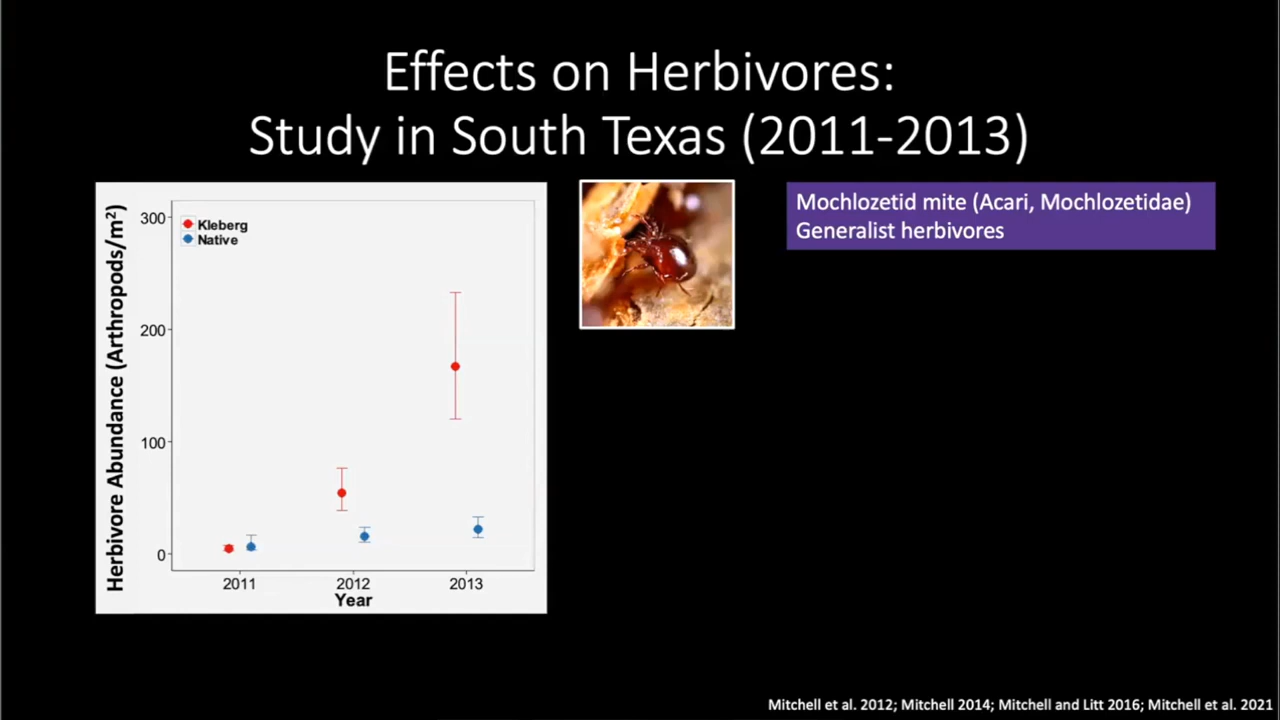 Effects on Herbivores:
Study in South Texas (2011-2013)
Herbivore Abundance (Arthropods/m²)
300
200
100
0
Kleberg
Native
2011 2012 2013
Year
Mochlozetid mite (Acari, Mochlozetidae)
Generalist herbivores
Mitchell et al. 2012; Mitchell 2014; Mitchell and Litt 2016; Mitchell et al. 2021